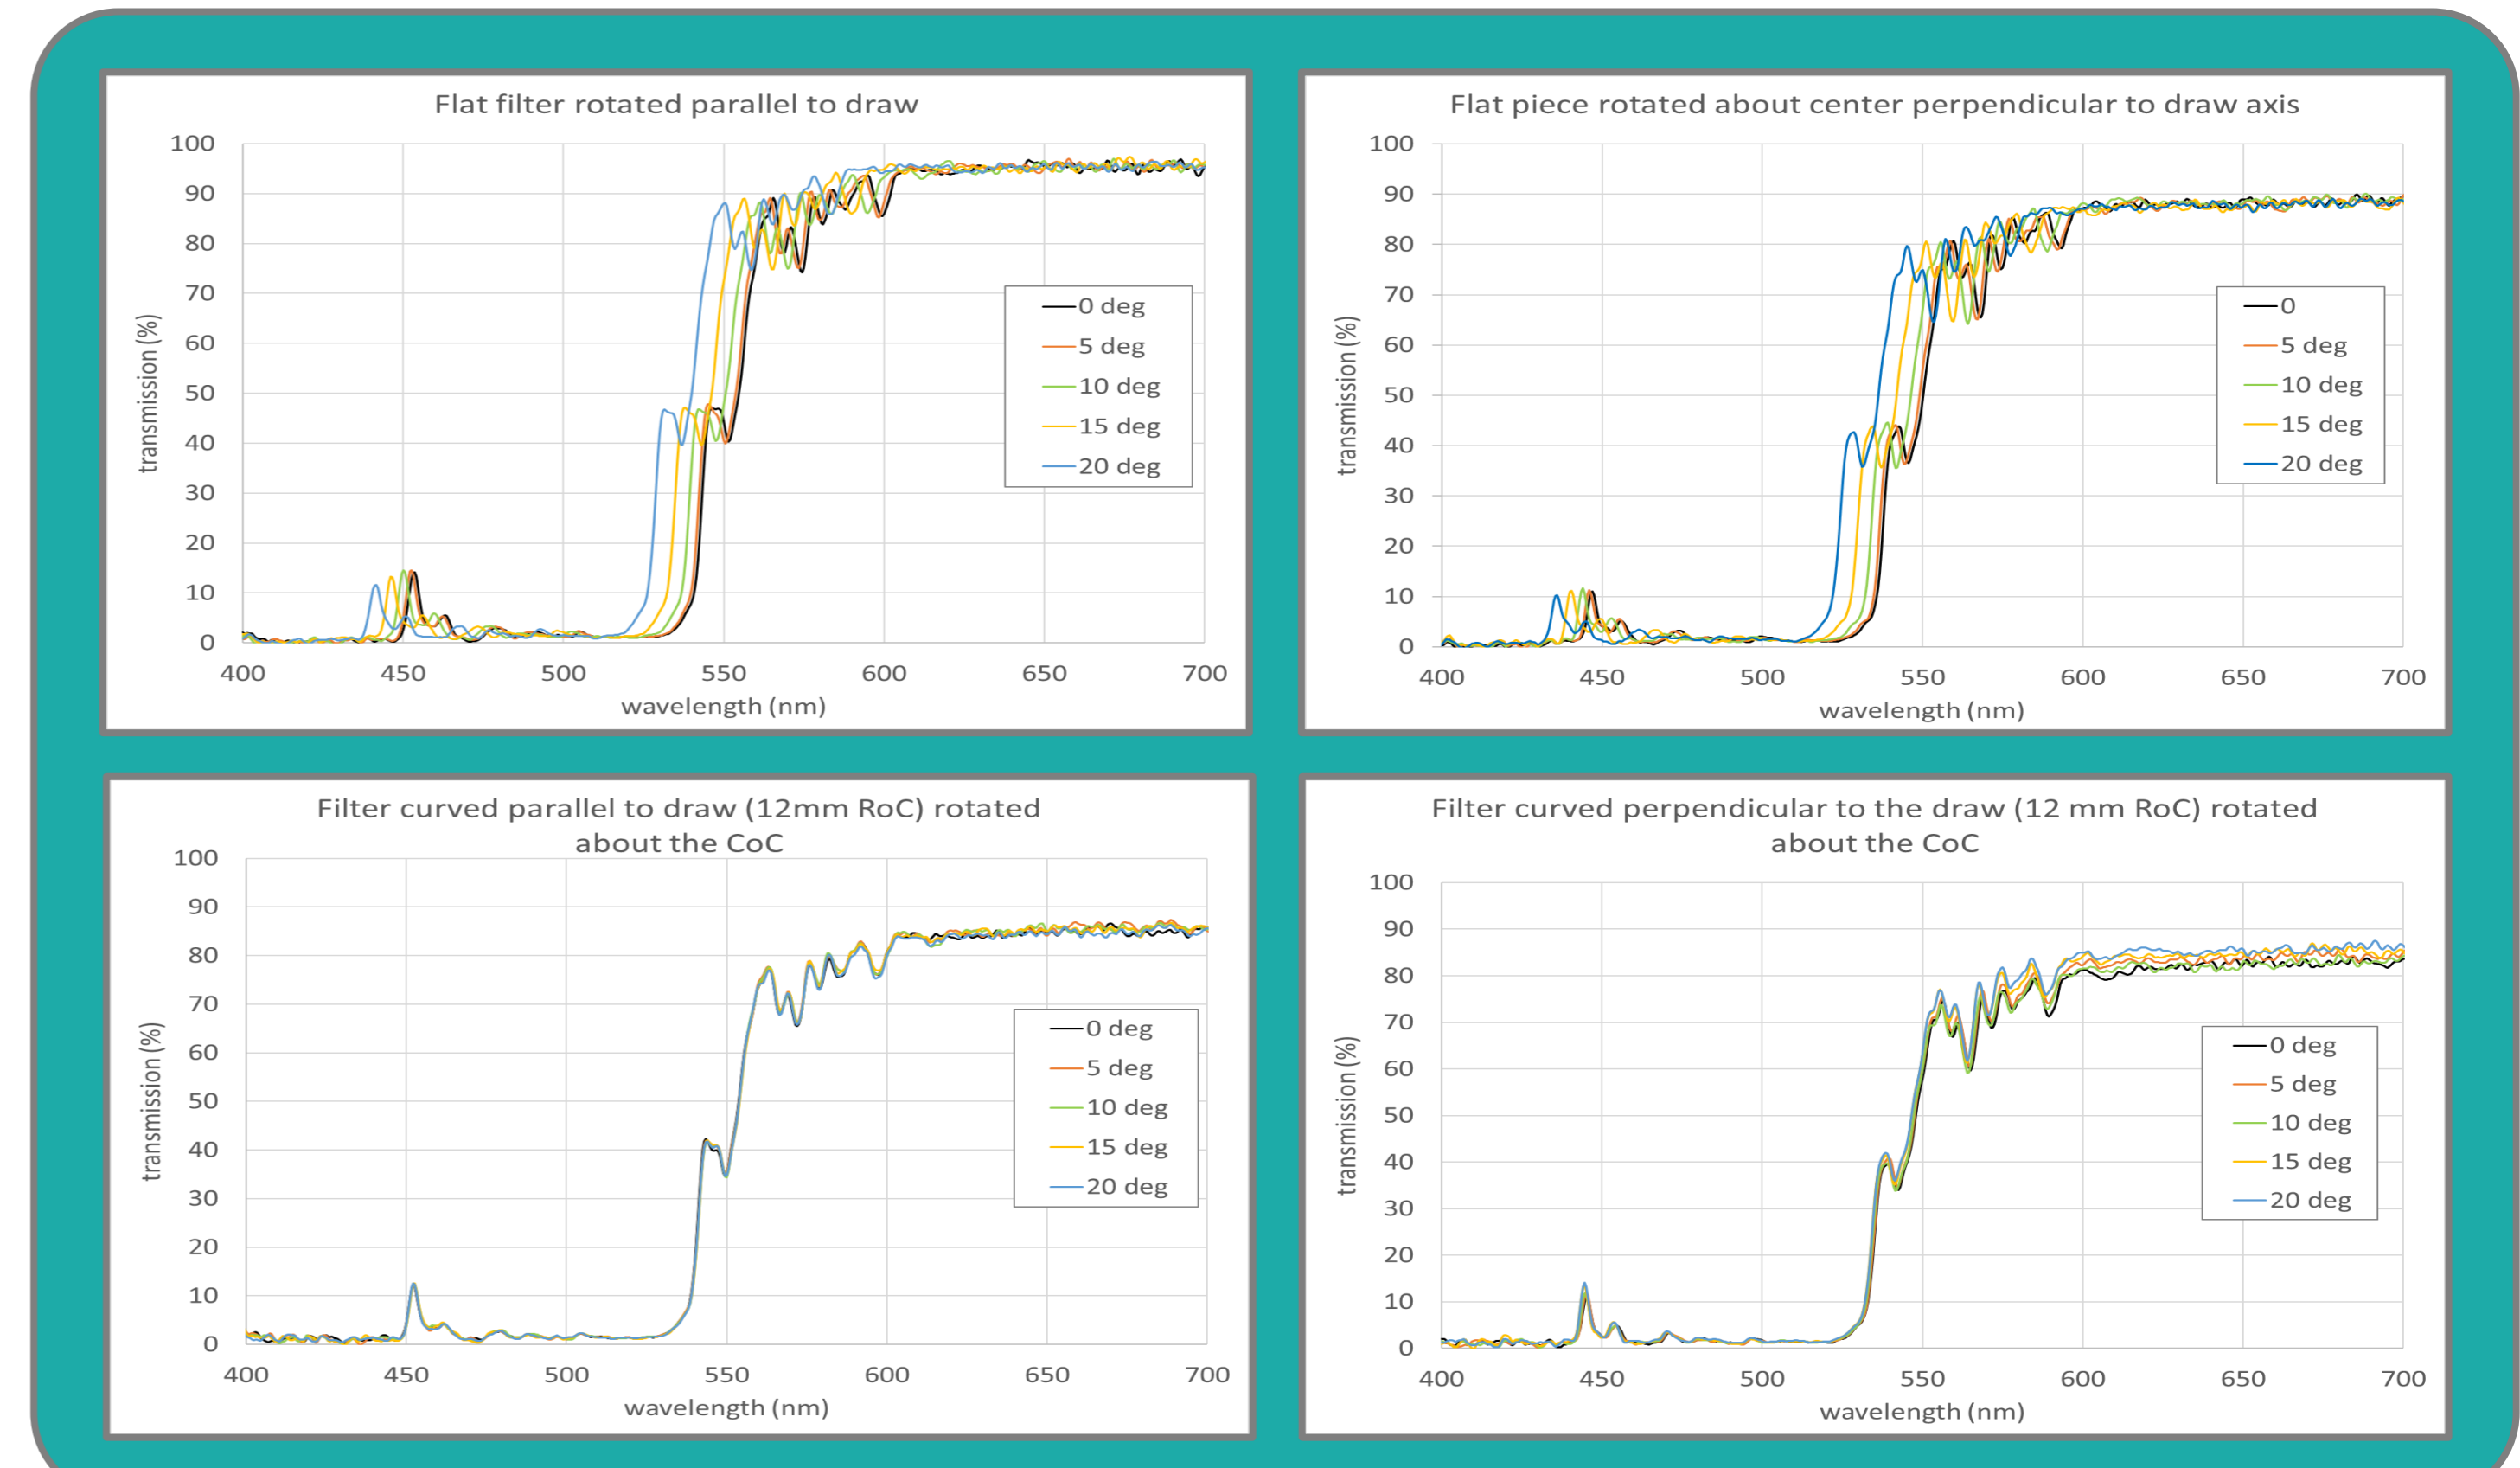 Flat filter rotated parallel to draw
100
90
80
70
60
50
40
30
20
10
0
transmission (%)
400 450 500 550 600 650 700
wavelength (nm)
0 deg
5 deg
10 deg
15 deg
20 deg
Flat piece rotated about center perpendicular to draw axis
100
90
80
70
60
50
40
30
20
10
0
transmission (%)
400 450 500 550 600 650 700
wavelength (nm)
0
5 deg
10 deg
15 deg
20 deg
Filter curved parallel to draw (12mm RoC) rotated
about the CoC
100
90
80
70
60
50
40
30
20
10
0
transmission (%)
400 450 500 550 600 650 700
wavelength (nm)
0 deg
5 deg
10 deg
15 deg
20 deg
Filter curved perpendicular to the draw (12 mm RoC) rotated
about the CoC
100
90
80
70
60
50
40
30
20
10
0
transmission (%)
400 450 500 550 600 650 700
wavelength (nm)
0 deg
5 deg
10 deg
15 deg
20 deg